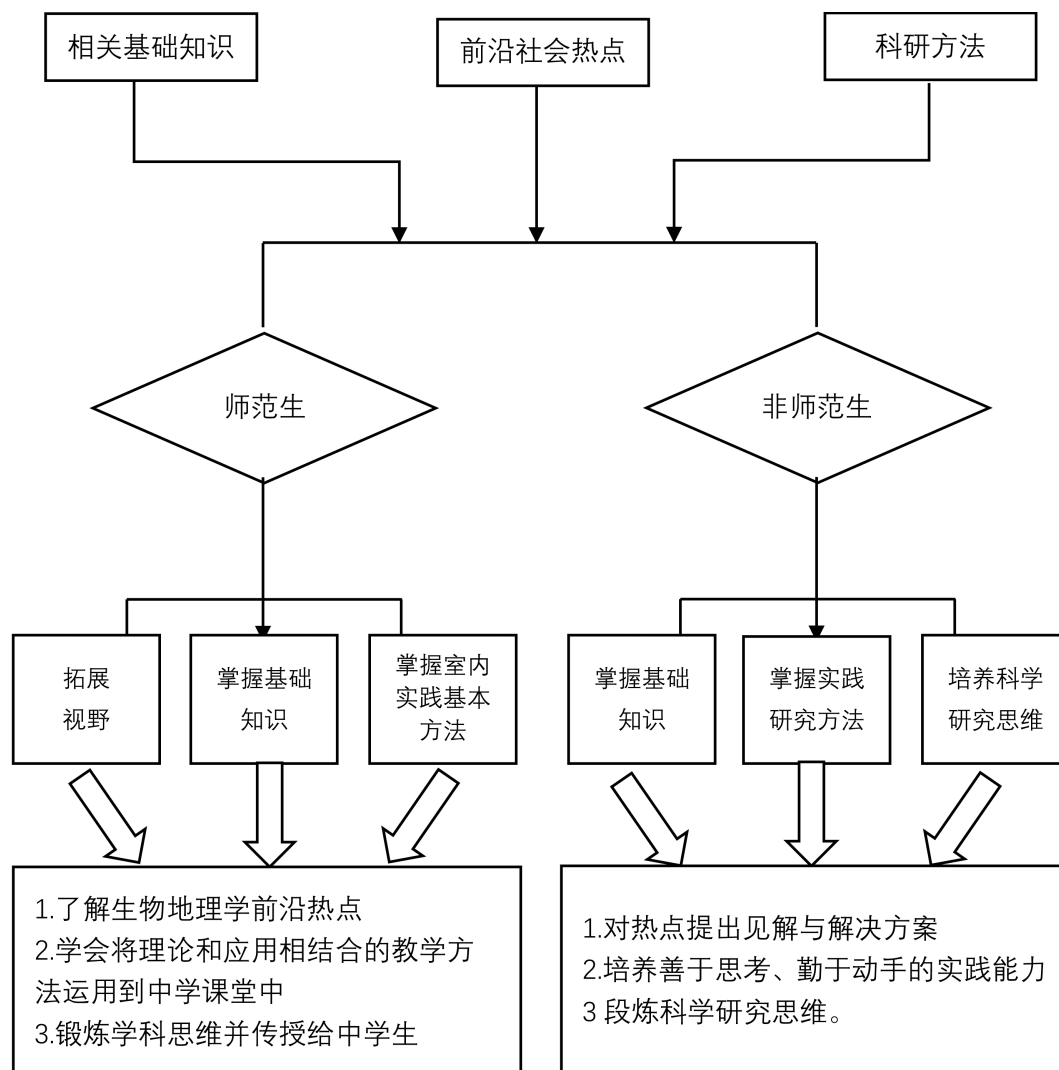 相关基础知识
前沿社会热点
科研方法
师范生
非师范生
拓展
视野
掌握基础
知识
掌握室内
实践基本
方法
掌握基础
知识
掌握实践
研究方法
培养科学
研究思维
1.了解生物地理学前沿热点
2.学会将理论和应用相结合的教学方
法运用到中学课堂中
3.锻炼学科思维并传授给中学生
1.对热点提出见解与解决方案
2.培养善于思考、勤于动手的实践能力
3 段炼科学研究思维。